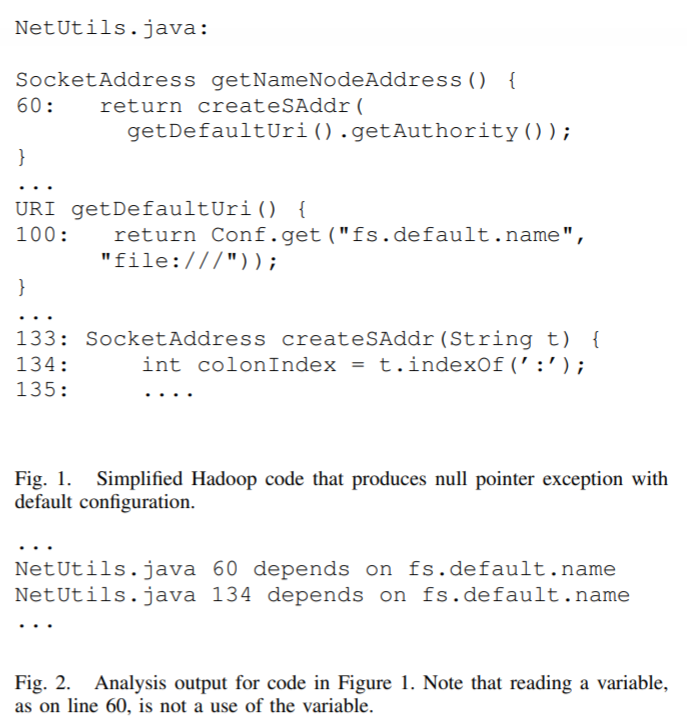 NetUtils.java:
SocketAddress getNameNodeAddress() {
60:   return createSAddr(
getDefaultUri().getAuthority());
}
...
URI getDefaultUri() {
100:   return Conf.get("fs.default.name",
"file:///"));
}
...
133: SocketAddress createSAddr(String t) {
134:     int colonIndex = t.indexOf(':');
135:     ....
Fig. 1. Simplified Hadoop code that produces null pointer exception with
default configuration.
...
NetUtils.java 60 depends on fs.default.name
NetUtils.java 134 depends on fs.default.name
...
Fig. 2. Analysis output for code in Figure 1. Note that reading a variable,
as on line 60, is not a use of the variable.